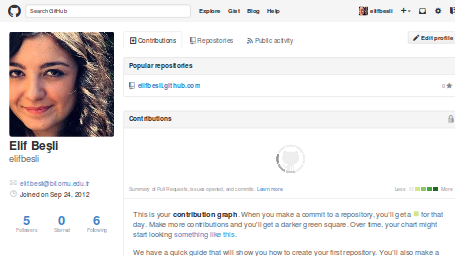 Search GitHub
Explore Gist Blog Help
elifbesli
Contributions Repositories Public activity
Edit profile
Popular repositories
elifbesli.github.com
0
Contributions
Summary of Pull Requests, issues opened, and commits. Learn more
Less More
Elif Beşli
elifbesli
elif.besli@bil.omu.edu.tr
Joined on Sep 24, 2012
5 0 6
Followers Starred Following
This is your contribution graph. When you make a commit to a repository, you'll get a for that
day. Make more contributions and you'll get a darker green square. Over time, your chart might
start looking something like this.
We have a quick guide that will show you how to create your first repository. You'll also make a